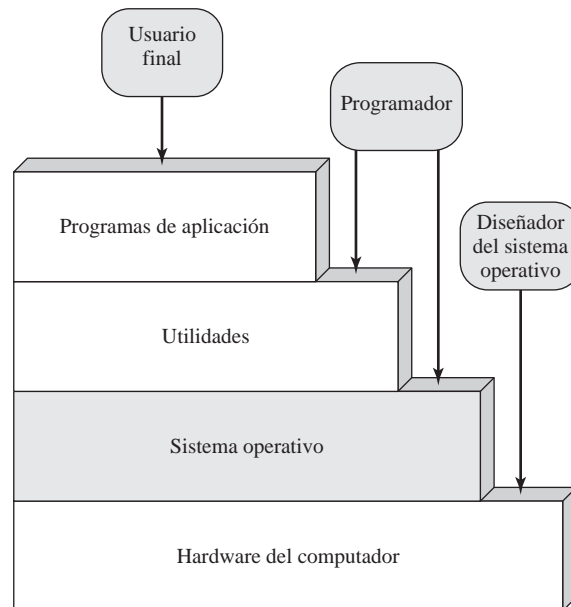 Usuario
final
Programador
Diseñador
del sistema
operativo
Programas de aplicación
Utilidades
Sistema operativo
Hardware del computador